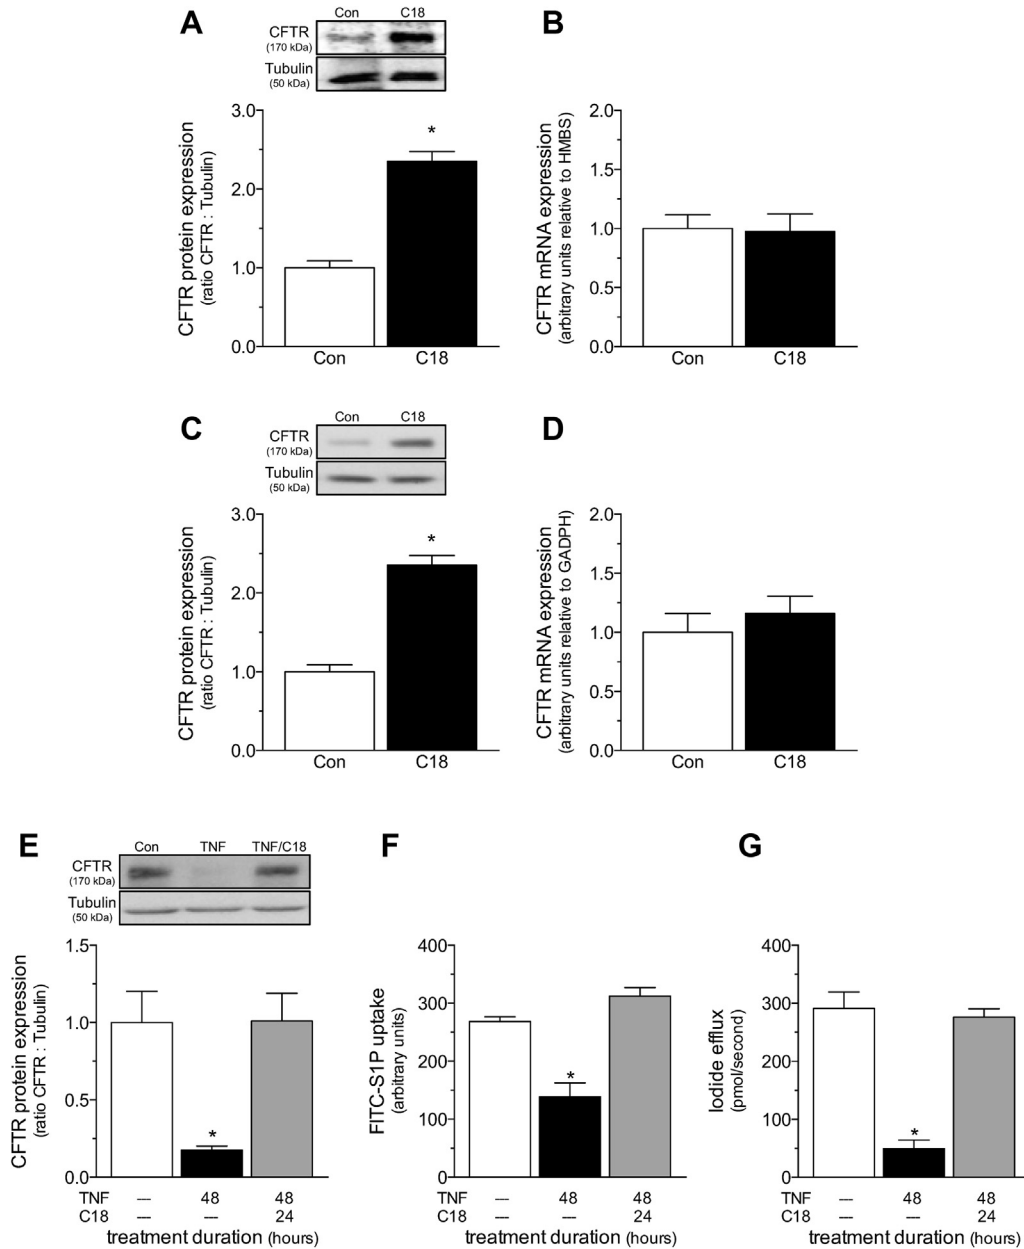 A
Con C18
CFTR
(170 kDa)
Tubulin
(50 kDa)
CFTR protein expression
(ratio CFTR : Tubulin)
3.0
2.0
1.0
0.0
*
Con C18
B
CFTR mRNA expression
(arbitrary units relative to HMBS)
2.0
1.5
1.0
0.5
0.0
Con C18
C
Con C18
CFTR
(170 kDa)
Tubulin
(50 kDa)
CFTR protein expression
(ratio CFTR : Tubulin)
3.0
2.0
1.0
0.0
*
Con C18
D
CFTR mRNA expression
(arbitrary units relative to GADPH)
2.0
1.5
1.0
0.5
0.0
Con C18
E
Con TNF TNF/C18
CFTR
(170 kDa)
Tubulin
(50 kDa)
CFTR protein expression
(ratio CFTR : Tubulin)
1.5
1.0
0.5
0.0
*
TNF --- 48 48
C18 --- --- 24
treatment duration (hours)
F
FITC-S1P uptake
(arbitrary units)
400
300
200
100
0
*
TNF --- 48 48
C18 --- --- 24
treatment duration (hours)
G
Iodide efflux
(pmol/second)
400
300
200
100
0
*
TNF --- 48 48
C18 --- --- 24
treatment duration (hours)